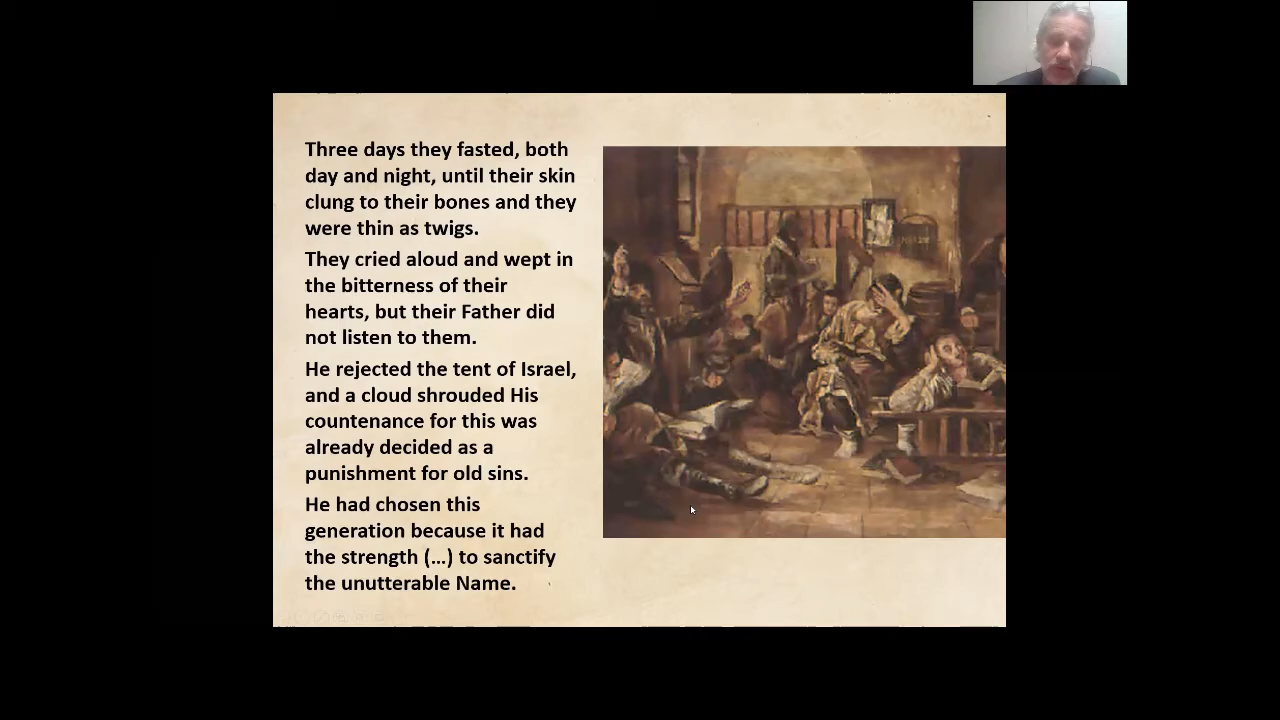 Three days they fasted, both
day and night, until their skin
clung to their bones and they
were thin as twigs.
They cried aloud and wept in
the bitterness of their
hearts, but their Father did
not listen to them.
He rejected the tent of Israel,
and a cloud shrouded His
countenance for this was
already decided as a
punishment for old sins.
He had chosen this
generation because it had
the strength (...) to sanctify
the unutterable Name.